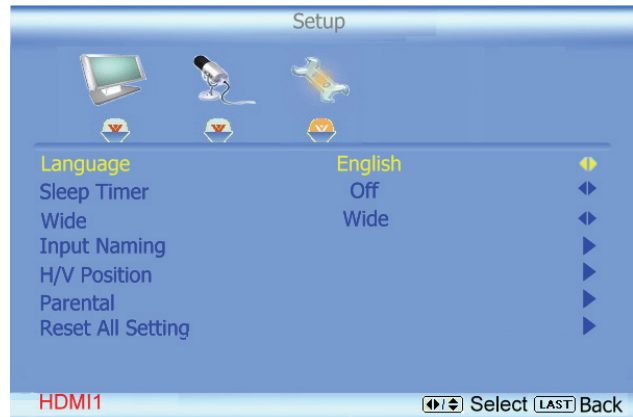 Setup
Language English
Sleep Timer Off
Wide Wide
Input Naming
H/V Position
Parental
Reset All Setting
HDMI1 Select LAST Back